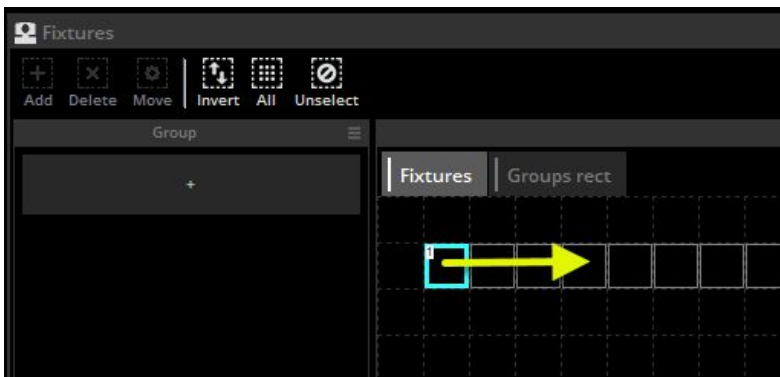 Fixtures
Add Delete Move Invert All Unselect
Group
+
Fixtures Groups rect
1